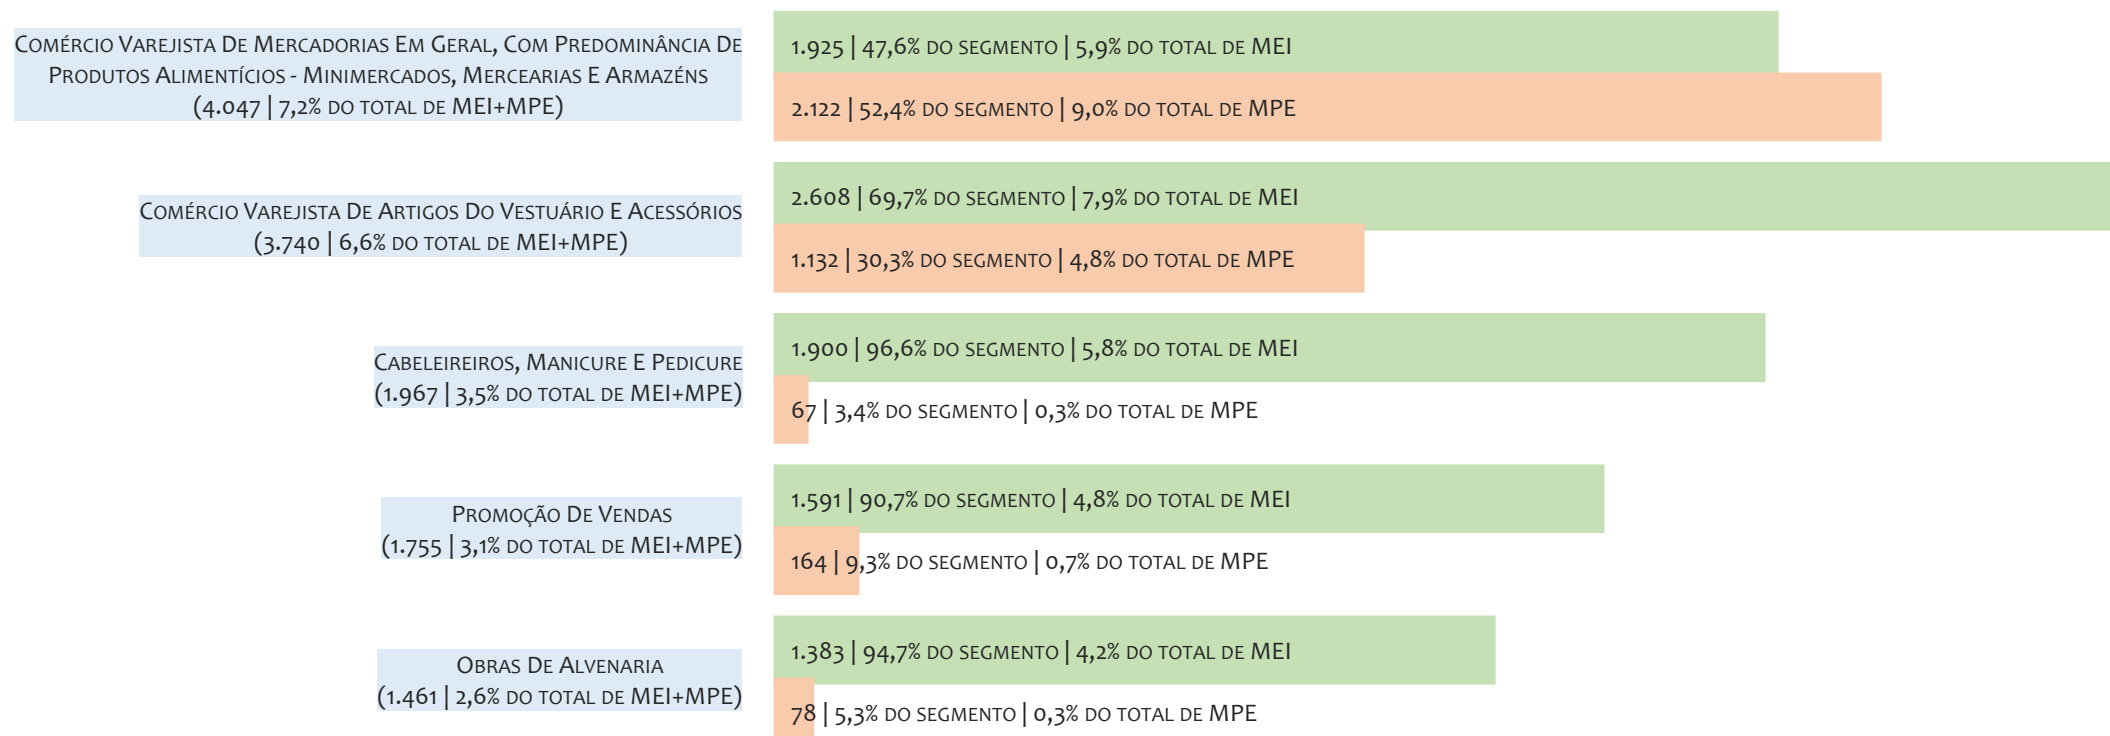 Comércio Varejista De Mercadorias Em Geral, Com Predominância De
Produtos Alimentícios - Minimercados, Mercearias E Armazéns
(4.047 | 7,2% do total de MEI+MPE)
1.925 | 47,6% do segmento | 5,9% do total de MEI
2.122 | 52,4% do segmento | 9,0% do total de MPE
Comércio Varejista De Artigos Do Vestuário E Acessórios
(3.740 | 6,6% do total de MEI+MPE)
2.608 | 69,7% do segmento | 7,9% do total de MEI
1.132 | 30,3% do segmento | 4,8% do total de MPE
Cabeleireiros, Manicure E Pedicure
(1.967 | 3,5% do total de MEI+MPE)
1.900 | 96,6% do segmento | 5,8% do total de MEI
67 | 3,4% do segmento | 0,3% do total de MPE
Promoção De Vendas
(1.755 | 3,1% do total de MEI+MPE)
1.591 | 90,7% do segmento | 4,8% do total de MEI
164 | 9,3% do segmento | 0,7% do total de MPE
Obras De Alvenaria
(1.461 | 2,6% do total de MEI+MPE)
1.383 | 94,7% do segmento | 4,2% do total de MEI
78 | 5,3% do segmento | 0,3% do total de MPE